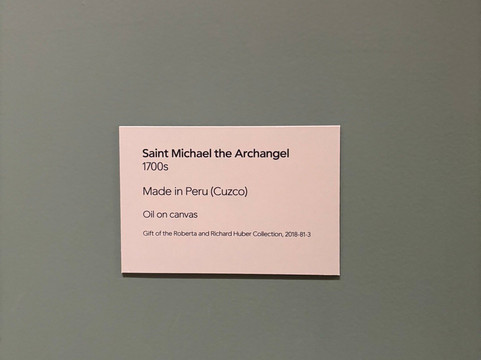 Saint Michael the Archangel
1700s
Made in Peru (Cuzco)
Oil on canvas
Gift of the Roberta and Richard Huber Collection, 2018-81-3